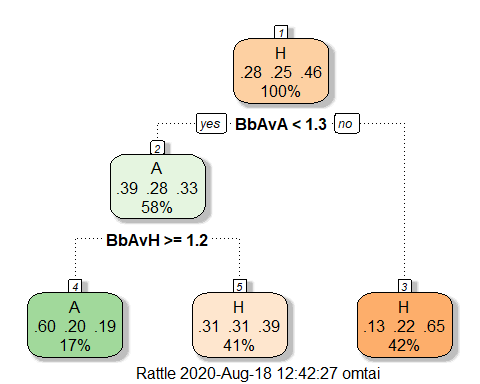 1
H
.28 .25 .46
100%
yes BbAvA < 1.3 no
2
A
.39 .28 .33
58%
BbAvH >= 1.2
4
A
.60 .20 .19
17%
5
H
.31 .31 .39
41%
3
H
.13 .22 .65
42%
Rattle 2020-Aug-18 12:42:27 omtai